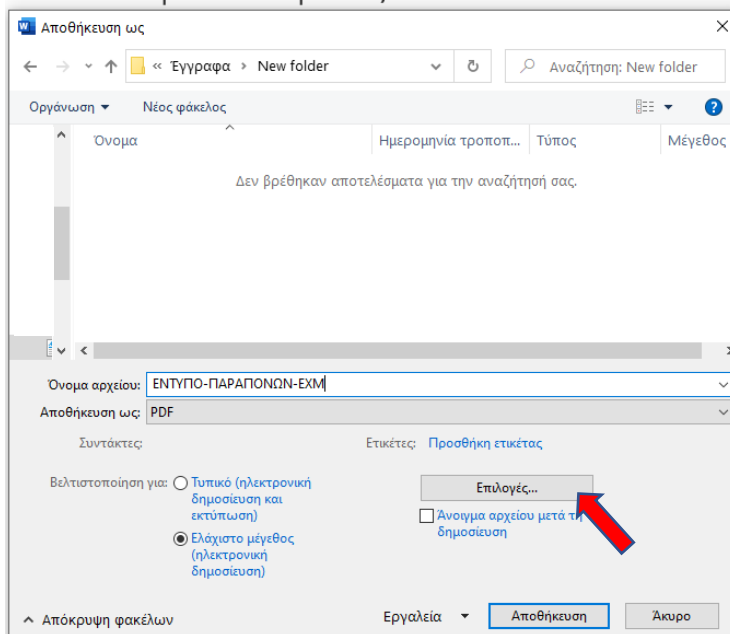 Αποθήκευση ως
« Έγγραφα › New folder
Αναζήτηση: New folder
Οργάνωση Νέος φάκελος
Όνομα Ημερομηνία τροποπ... Τύπος Μέγεθος
Δεν βρέθηκαν αποτελέσματα για την αναζήτησή σας.
Όνομα αρχείου: ΕΝΤΥΠΟ-ΠΑΡΑΠΟΝΩΝ-ΕΧΜ
Αποθήκευση ως: PDF
Συντάκτες: Ετικέτες: Προσθήκη ετικέτας
Βελτιστοποίηση για: Τυπικό (ηλεκτρονική
δημοσίευση και
εκτύπωση)
Ελάχιστο μέγεθος
(ηλεκτρονική
δημοσίευση)
Επιλογές...
Άνοιγμα αρχείου μετά τη
δημοσίευση
Απόκρυψη φακέλων Εργαλεία Αποθήκευση Άκυρο